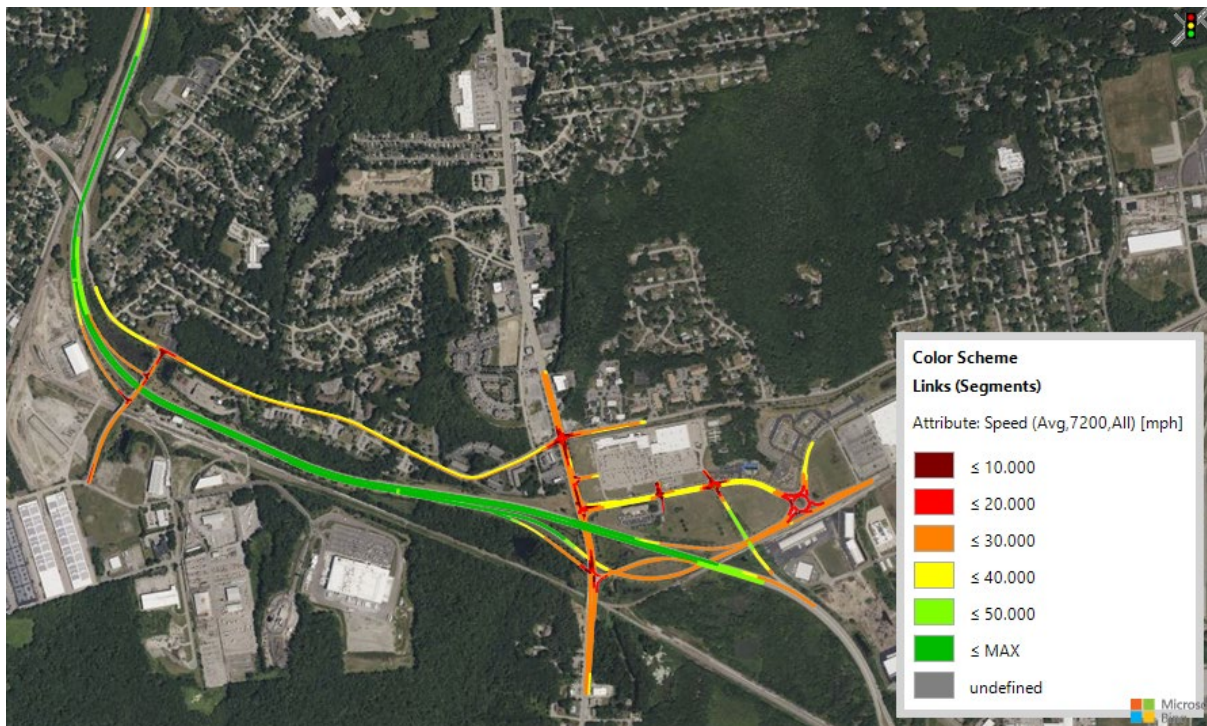 Color Scheme
Links (Segments)
Attribute: Speed (Avg,7200,All) [mph]
≤ 10.000
≤ 20.000
≤ 30.000
≤ 40.000
≤ 50.000
≤ MAX
undefined